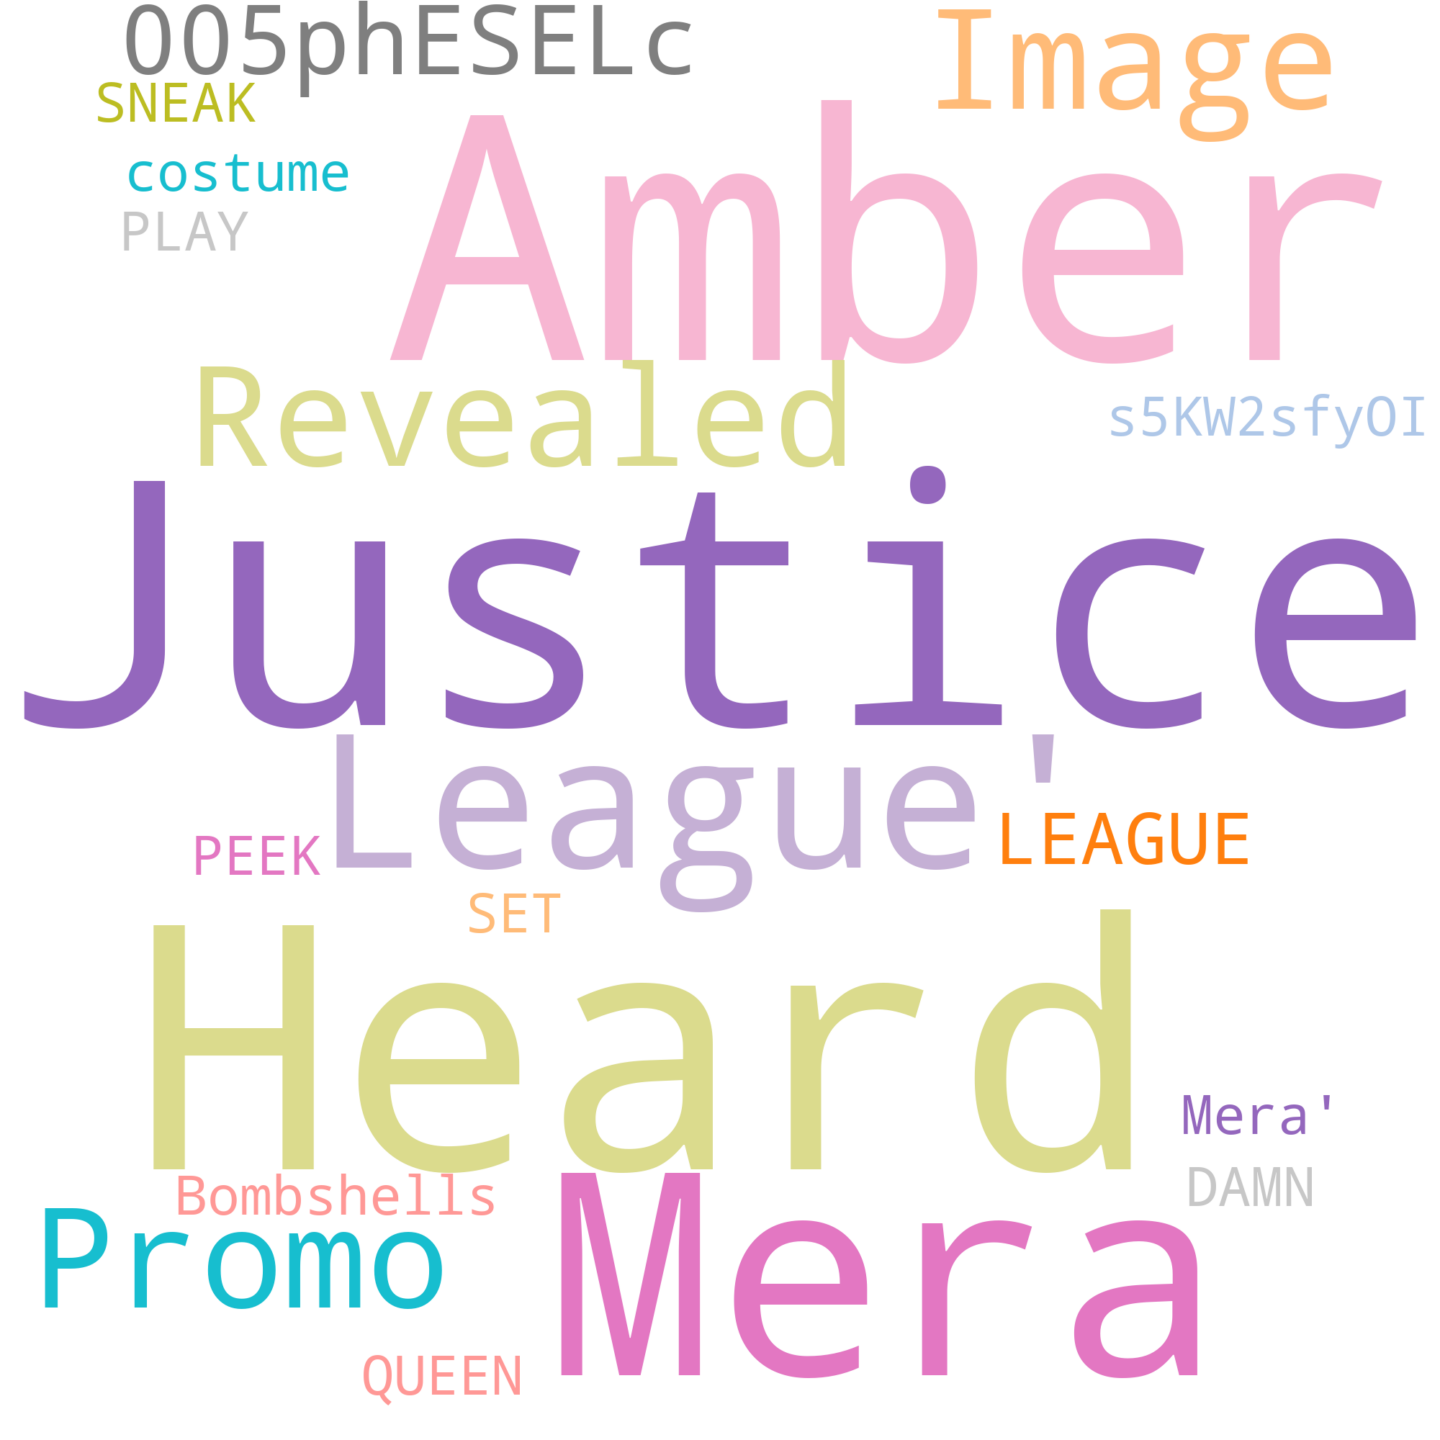 005phESELc
Image
SNEAK
Amber
costume
PLAY
Revealed
s5KW2sfyOI
Justice
League'
LEAGUE
PEEK
SET
Heard
Mera'
DAMN
Bombshells
Mera
Promo
QUEEN